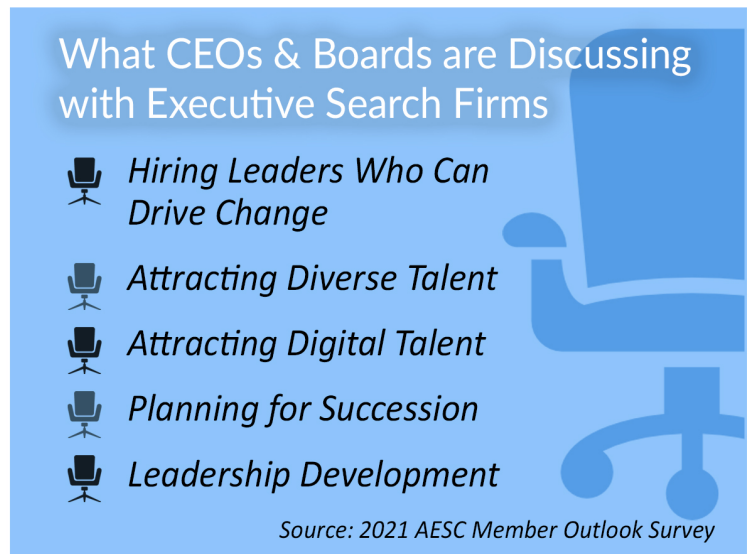 What CEOs & Boards are Discussing
with Executive Search Firms
Hiring Leaders Who Can
Drive Change
Attracting Diverse Talent
Attracting Digital Talent
Planning for Succession
Leadership Development
Source: 2021 AESC Member Outlook Survey